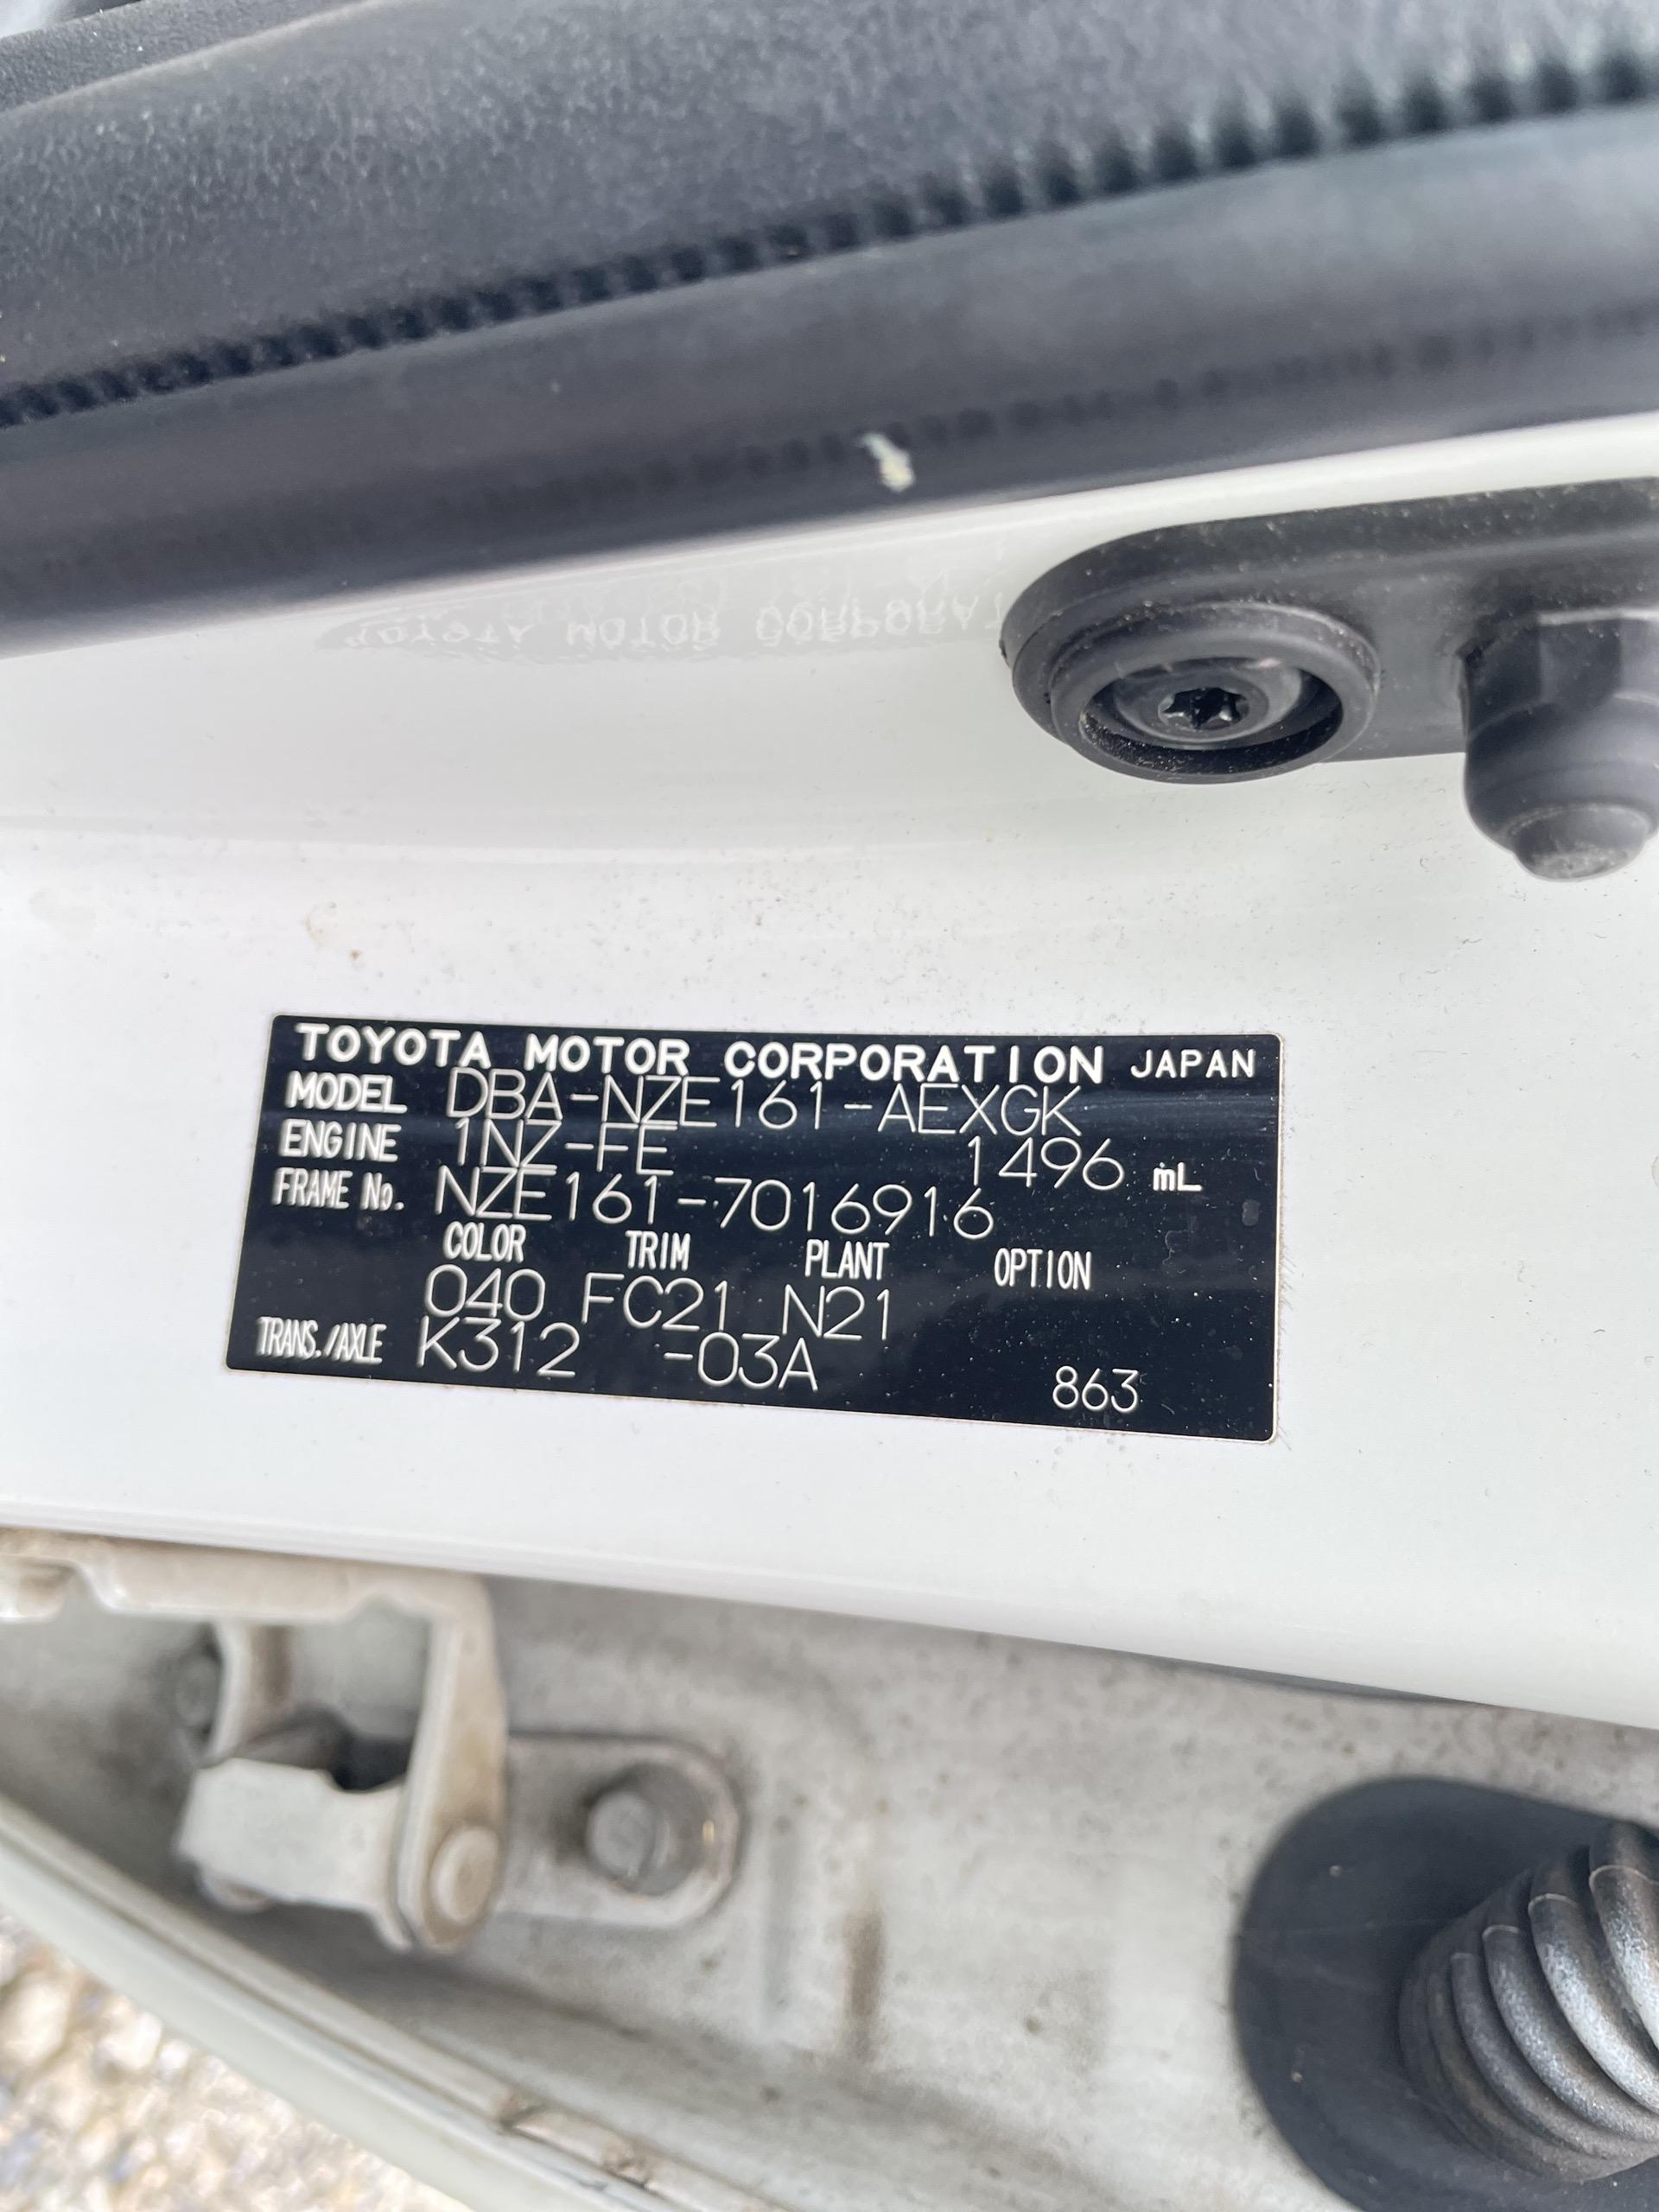 TOYOTA MOTOR CORPORATION JAPAN
MODEL DBA-NZE161-AEXGK
ENGINE 1NZ-FE 1496 mL
FRAME No. NZE161-7016916
COLOR TRIM PLANT OPTION
040 FC21 N21
TRANS./AXLE K312 -03A 863